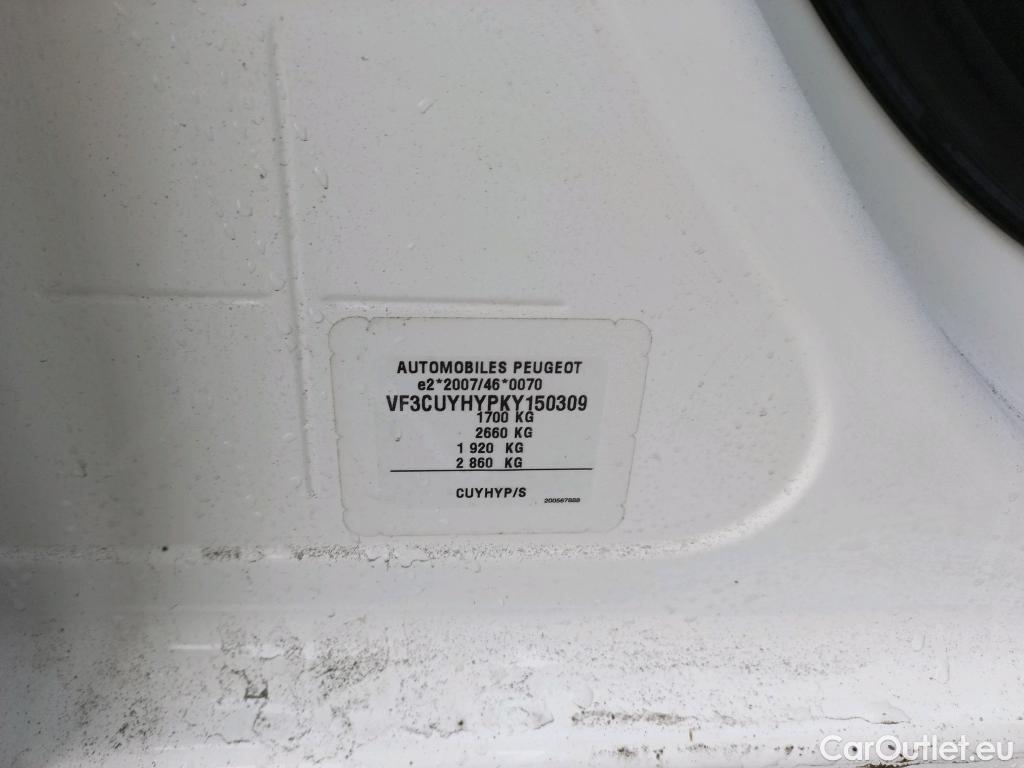 AUTOMOBILES PEUGEOT
e2*2007/46*0070
VF3CUYHYPKY150309
1700 KG
2660 KG
1 920 KG
2 860 KG
CUYHYP/S
200567888
CarOutlet.eu